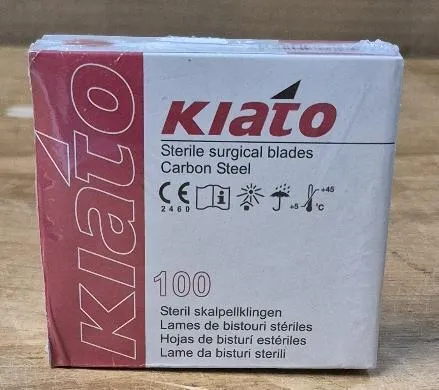 Kiato
Kiato
Sterile surgical blades
Carbon Steel
CE
2460
i
+5 °C +45
100
Steril skalpellklingen
Lames de bistouri stériles
Hojas de bisturí estériles
Lame da bisturi sterili